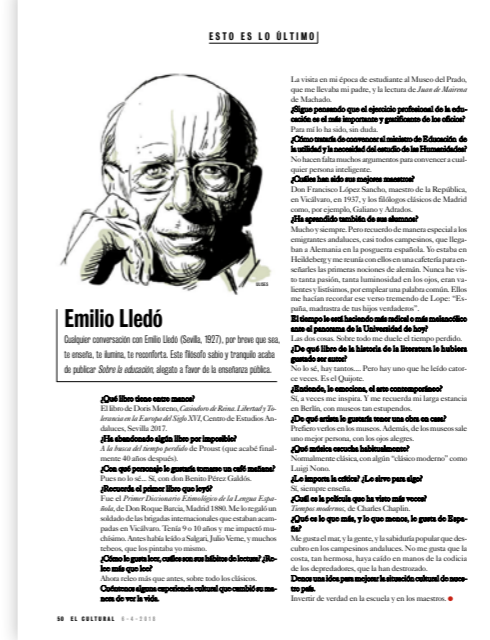 ESTO ES LO ÚLTIMO
ULISES
Emilio Lledó
Cualquier conversación con Emilio Lledó (Sevilla, 1927), por breve que sea,
te enseña, te ilumina, te reconforta. Este filósofo sabio y tranquilo acaba
de publicar Sobre la educación, alegato a favor de la enseñanza pública.
¿Qué libro tiene entre manos?
El libro de Doris Moreno, Casiodoro de Reina. Libertad y To-
lerancia en la Europa del Siglo XVI, Centro de Estudios An-
daluces, Sevilla 2017.
¿Ha abandonado algún libro por imposible?
A la busca del tiempo perdido de Proust (que acabé final-
mente 40 años después).
¿Con qué personaje le gustaría tomarse un café mañana?
Pues no lo sé... Sí, con don Benito Pérez Galdós.
¿Recuerda el primer libro que leyó?
Fue el Primer Diccionario Etimológico de la Lengua Espa-
ñola, de Don Roque Barcia, Madrid 1880. Me lo regaló un
soldado de las brigadas internacionales que estaban acam-
padas en Vicálvaro. Tenía 9 o 10 años y me impactó mu-
chísimo. Antes había leído a Salgari, Julio Verne, y muchos
tebeos, que los pintaba yo mismo.
¿Cómo le gusta leer, cuáles son sus hábitos de lectura? ¿Re-
lee más que lee?
Ahora releo más que antes, sobre todo los clásicos.
Cuéntenos alguna experiencia cultural que cambió su ma-
nera de ver la vida.
La visita en mi época de estudiante al Museo del Prado,
que me llevaba mi padre, y la lectura de Juan de Mairena
de Machado.
¿Sigue pensando que el ejercicio profesional de la edu-
cación es el más importante y gratificante de los oficios?
Para mí lo ha sido, sin duda.
¿Cómo trataría de convencer al ministro de Educación de
la utilidad y la necesidad del estudio de las Humanidades?
No hacen falta muchos argumentos para convencer a cual-
quier persona inteligente.
¿Cuáles han sido sus mejores maestros?
Don Francisco López Sancho, maestro de la República,
en Vicálvaro, en 1937, y los filólogos clásicos de Madrid
como, por ejemplo, Galiano y Adrados.
¿Ha aprendido también de sus alumnos?
Mucho y siempre. Pero recuerdo de manera especial a los
emigrantes andaluces, casi todos campesinos, que llega-
ban a Alemania en la posguerra española. Yo estaba en
Heildeberg y me reunía con ellos en una cafetería para en-
señarles las primeras nociones de alemán. Nunca he vis-
to tanta pasión, tanta luminosidad en los ojos, eran va-
lientes y listísimos, por emplear una palabra común. Ellos
me hacían recordar ese verso tremendo de Lope: "Es-
paña, madrastra de tus hijos verdaderos".
El tiempo le está haciendo más radical o más melancólico
ante el panorama de la Universidad de hoy?
Las dos cosas. Sobre todo me duele el tiempo perdido.
¿De qué libro de la historia de la literatura le hubiera
gustado ser autor?
No lo sé, hay tantos.... Pero hay uno que he leído cator-
ce veces. Es el Quijote.
¿Entiende, le emociona, el arte contemporáneo?
Sí, a veces me inspira. Y me recuerda mi larga estancia
en Berlín, con museos tan estupendos.
¿De qué artista le gustaría tener una obra en casa?
Prefiero verlos en los museos. Además, de los museos sale
uno mejor persona, con los ojos alegres.
¿Qué música escucha habitualmente?
Normalmente clásica, con algún "clásico moderno" como
Luigi Nono.
¿Le importa la crítica? ¿Le sirve para algo?
Sí, siempre enseña.
¿Cuál es la película que ha visto más veces?
Tiempos modernos, de Charles Chaplin.
¿Qué es lo que más, y lo que menos, le gusta de Espa-
ña?
Me gusta el mar, y la gente, y la sabiduría popular que des-
cubro en los campesinos andaluces. No me gusta que la
costa, tan hermosa, haya caído en manos de la codicia
de los depredadores, que la han destrozado.
Denos una idea para mejorar la situación cultural de nues-
tro país.
Invertir de verdad en la escuela y en los maestros.
50 EL CULTURAL 6-4-2018